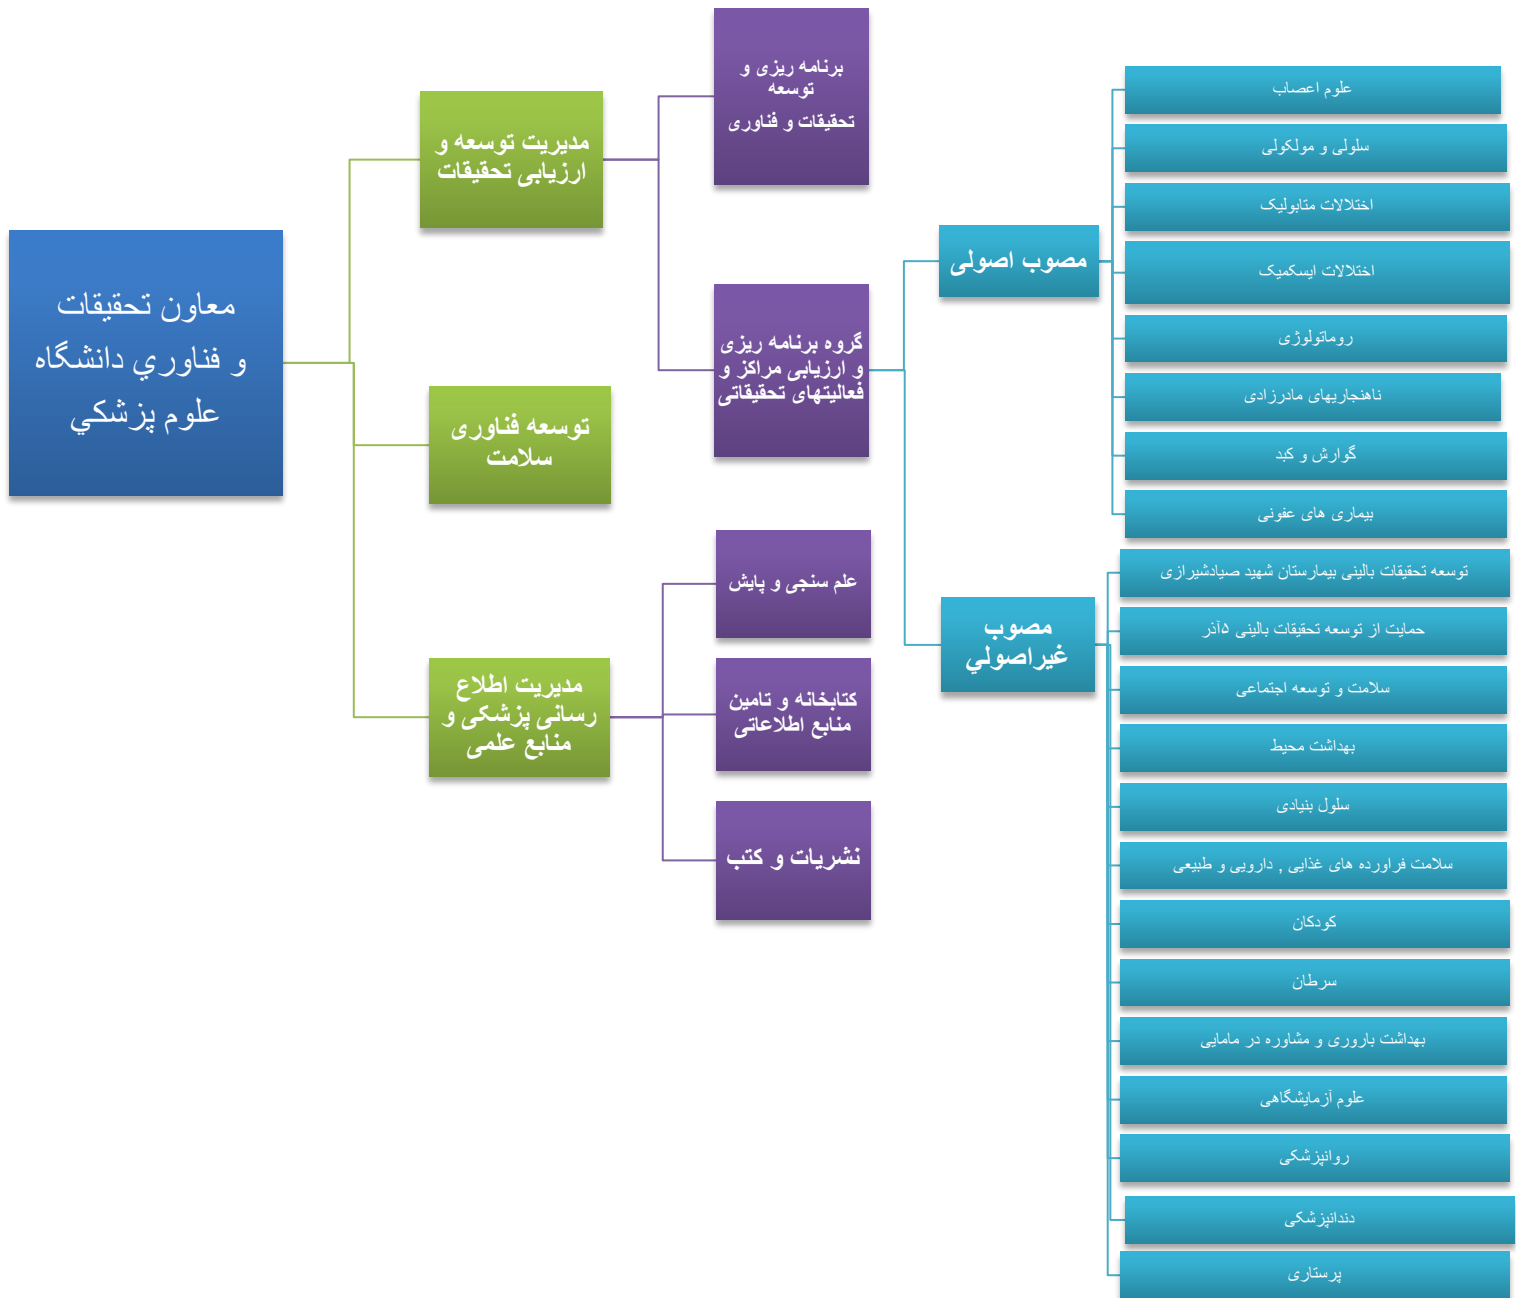 معاون تحقیقات
و فناوري دانشگاه
علوم پزشكي
مدیریت توسعه و
ارزیابی تحقیقات
توسعه فناوری
سلامت
مدیریت اطلاع
رسانی پزشکی و
منابع علمی
برنامه ریزی و
توسعه
تحقیقات و فناوری
گروه برنامه ریزی
و ارزیابی مراکز و
فعالیتهای تحقیقاتی
علم سنجی و پایش
کتابخانه و تامین
منابع اطلاعاتی
نشریات و کتب
مصوب اصولی
مصوب
غیراصولي
علوم اعصاب
سلولی و مولکولی
اختلالات متابولیک
اختلالات ایسکمیک
روماتولوژی
ناهنجاریهای مادرزادی
گوارش و کبد
بیماری های عفونی
توسعه تحقیقات بالینی بیمارستان شهید صیادشیرازی
حمایت از توسعه تحقیقات بالینی ۵آذر
سلامت و توسعه اجتماعی
بهداشت محیط
سلول بنیادی
سلامت فراورده های غذایی , دارویی و طبیعی
کودکان
سرطان
بهداشت باروری و مشاوره در مامایی
علوم آزمایشگاهی
روانپزشکی
دندانپزشکی
پرستاری